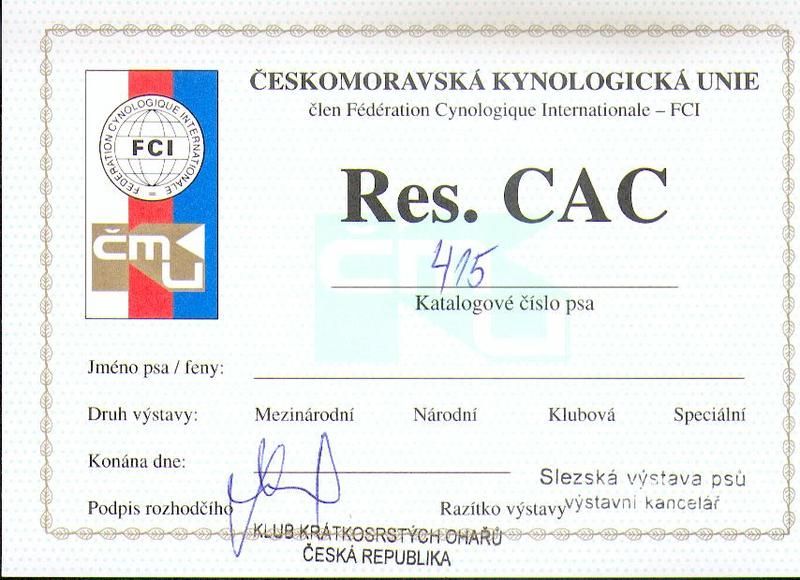 ČESKOMORAVSKÁ KYNOLOGICKÁ UNIE
člen Fédération Cynologique Internationale – FCI
FEDERATION CYNOLOGIQUE INTERNATIONALE
FCI
čmu
Res. CAC
415
Katalogové číslo psa
Jméno psa / feny:
Druh výstavy: Mezinárodní Národní Klubová Speciální
Konána dne:
Slezská výstava psů
výstavní kancelář
Podpis rozhodčího Razítko výstavy
KLUB KRÁTKOSRSTÝCH OHAŘŮ
ČESKÁ REPUBLIKA